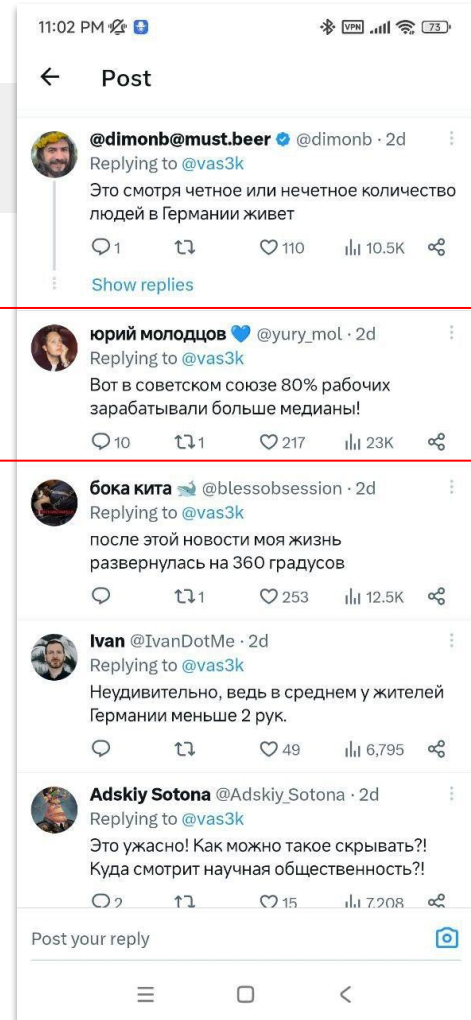 11:02 PM VPN 73
Post
@dimonb@must.beer @dimonb · 2d
Replying to @vas3k
Это смотря четное или нечетное количество
людей в Германии живет
1 110 10.5K
Show replies
юрий молодцов 💙 @yury_mol · 2d
Replying to @vas3k
Вот в советском союзе 80% рабочих
зарабатывали больше медианы!
10 1 217 23K
бока кита 🐳 @blessobsession · 2d
Replying to @vas3k
после этой новости моя жизнь
развернулась на 360 градусов
1 253 12.5K
Ivan @IvanDotMe · 2d
Replying to @vas3k
Неудивительно, ведь в среднем у жителей
Германии меньше 2 рук.
49 6,795
Adskiy Sotona @Adskiy_Sotona · 2d
Replying to @vas3k
Это ужасно! Как можно такое скрывать?!
Куда смотрит научная общественность?!
2 15 7,208
Post your reply